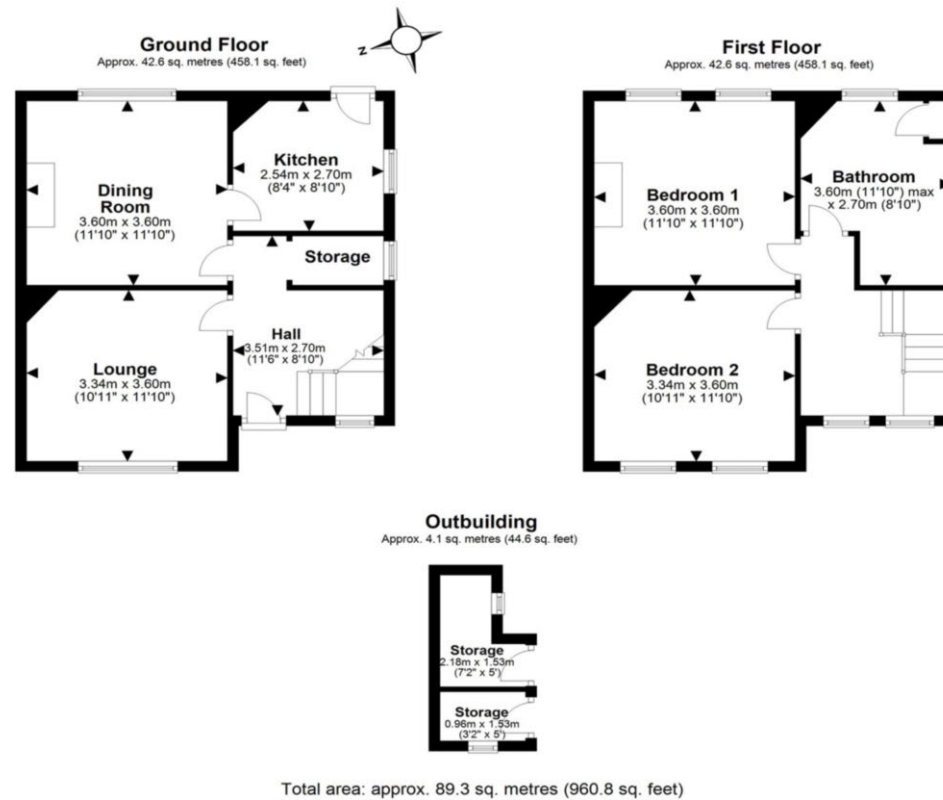 Ground Floor
Approx. 42.6 sq. metres (458.1 sq. feet)
Z
Kitchen
2.54m x 2.70m
(8'4" x 8'10")
Dining
Room
3.60m x 3.60m
(11'10" x 11'10")
Storage
Hall
3.51m x 2.70m
(11'6" x 8'10")
Lounge
3.34m x 3.60m
(10'11" x 11'10")
First Floor
Approx. 42.6 sq. metres (458.1 sq. feet)
Bedroom 1
3.60m x 3.60m
(11'10" x 11'10")
Bathroom
3.60m (11'10") max
x 2.70m (8'10")
Bedroom 2
3.34m x 3.60m
(10'11" x 11'10")
Outbuilding
Approx. 4.1 sq. metres (44.6 sq. feet)
Storage
2.18m x 1.53m
(7'2" x 5')
Storage
0.96m x 1.53m
(3'2" x 5')
Total area: approx. 89.3 sq. metres (960.8 sq. feet)